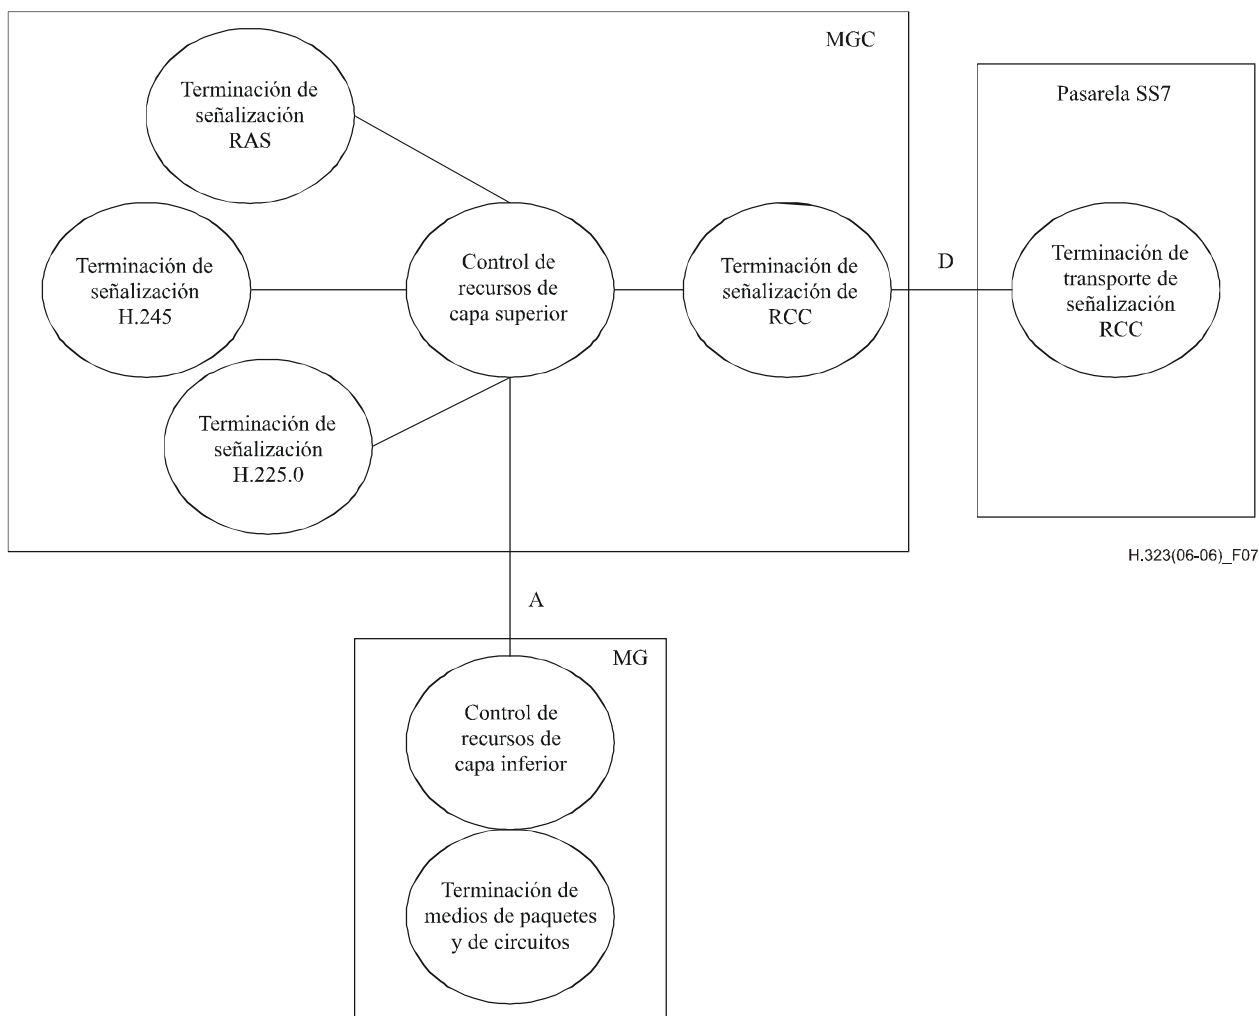 MGC
Terminación de
señalización
RAS
Pasarela SS7
Terminación de
señalización
H.245
Control de
recursos de
capa superior
Terminación de
señalización de
RCC
D
Terminación de
transporte de
señalización
RCC
Terminación de
señalización
H.225.0
H.323(06-06)_F07
A
MG
Control de
recursos de
capa inferior
Terminación de
medios de paquetes
y de circuitos